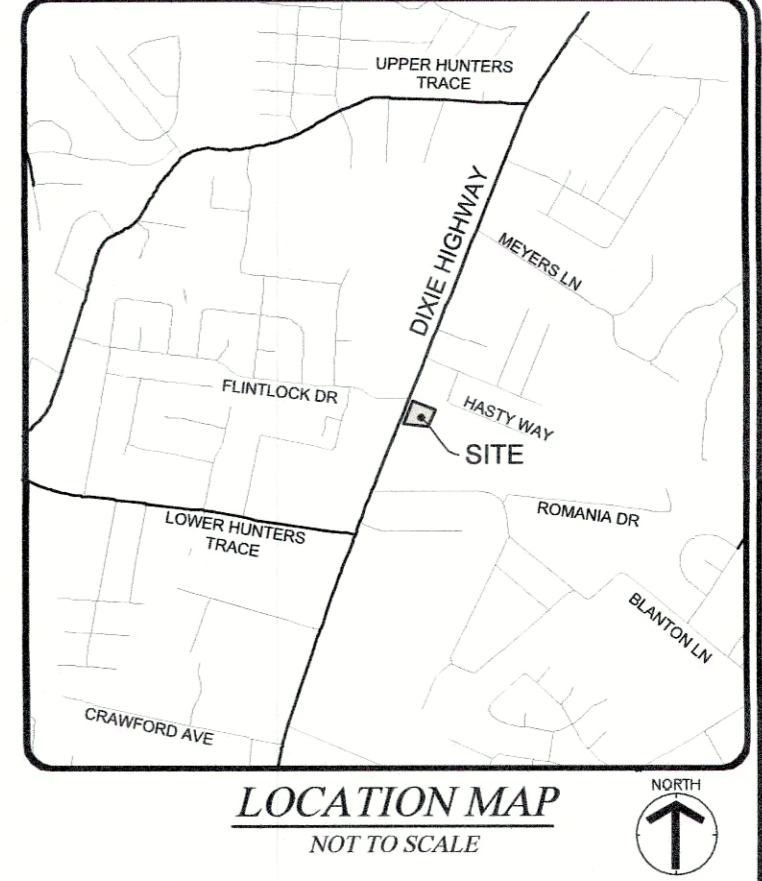 UPPER HUNTERS
TRACE
DIXIE HIGHWAY
MEYERS LN
FLINTLOCK DR
HASTY WAY
SITE
LOWER HUNTERS
TRACE
ROMANIA DR
BLANTON LN
CRAWFORD AVE
LOCATION MAP
NOT TO SCALE
NORTH